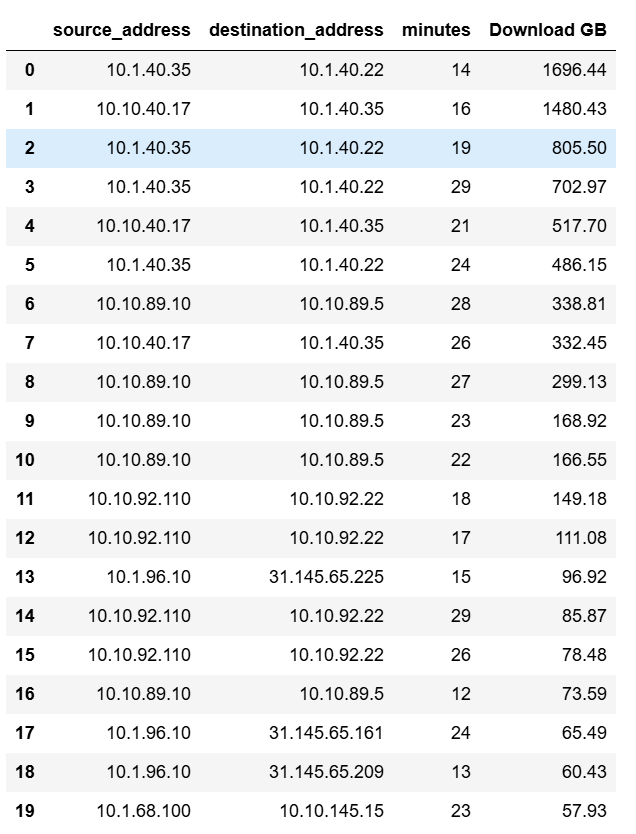 source_address destination_address minutes Download GB
0 10.1.40.35 10.1.40.22 14 1696.44
1 10.10.40.17 10.1.40.35 16 1480.43
2 10.1.40.35 10.1.40.22 19 805.50
3 10.1.40.35 10.1.40.22 29 702.97
4 10.10.40.17 10.1.40.35 21 517.70
5 10.1.40.35 10.1.40.22 24 486.15
6 10.10.89.10 10.10.89.5 28 338.81
7 10.10.40.17 10.1.40.35 26 332.45
8 10.10.89.10 10.10.89.5 27 299.13
9 10.10.89.10 10.10.89.5 23 168.92
10 10.10.89.10 10.10.89.5 22 166.55
11 10.10.92.110 10.10.92.22 18 149.18
12 10.10.92.110 10.10.92.22 17 111.08
13 10.1.96.10 31.145.65.225 15 96.92
14 10.10.92.110 10.10.92.22 29 85.87
15 10.10.92.110 10.10.92.22 26 78.48
16 10.10.89.10 10.10.89.5 12 73.59
17 10.1.96.10 31.145.65.161 24 65.49
18 10.1.96.10 31.145.65.209 13 60.43
19 10.1.68.100 10.10.145.15 23 57.93